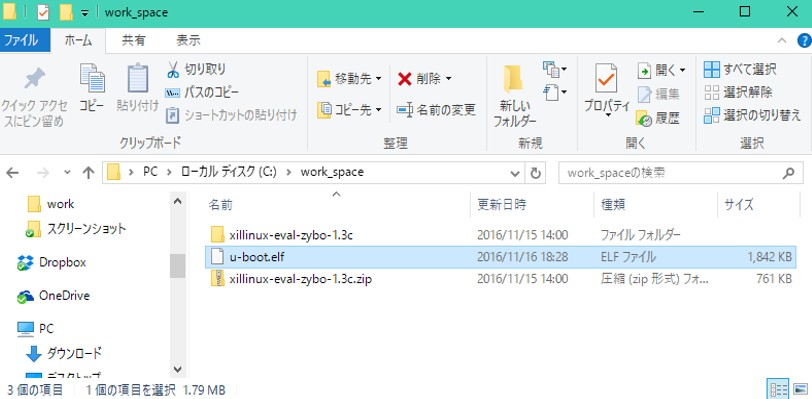 work_space
ファイル ホーム 共有 表示
クイック アクセスにピン留め
コピー
貼り付け
切り取り
パスのコピー
ショートカットの貼り付け
クリップボード
移動先
コピー先
削除
名前の変更
整理
新しい
フォルダー
新規
プロパティ
開く
編集
履歴
開く
すべて選択
選択解除
選択の切り替え
選択
PC ローカル ディスク (C:) work_space
work_spaceの検索
work
スクリーンショット
Dropbox
OneDrive
PC
ダウンロード
デスクトップ
名前 更新日時 種類 サイズ
xillinux-eval-zybo-1.3c 2016/11/15 14:00 ファイル フォルダー
u-boot.elf 2016/11/16 18:28 ELF ファイル 1,842 KB
xillinux-eval-zybo-1.3c.zip 2016/11/15 14:00 圧縮 (zip 形式) フォ... 761 KB
3 個の項目 1 個の項目を選択 1.79 MB